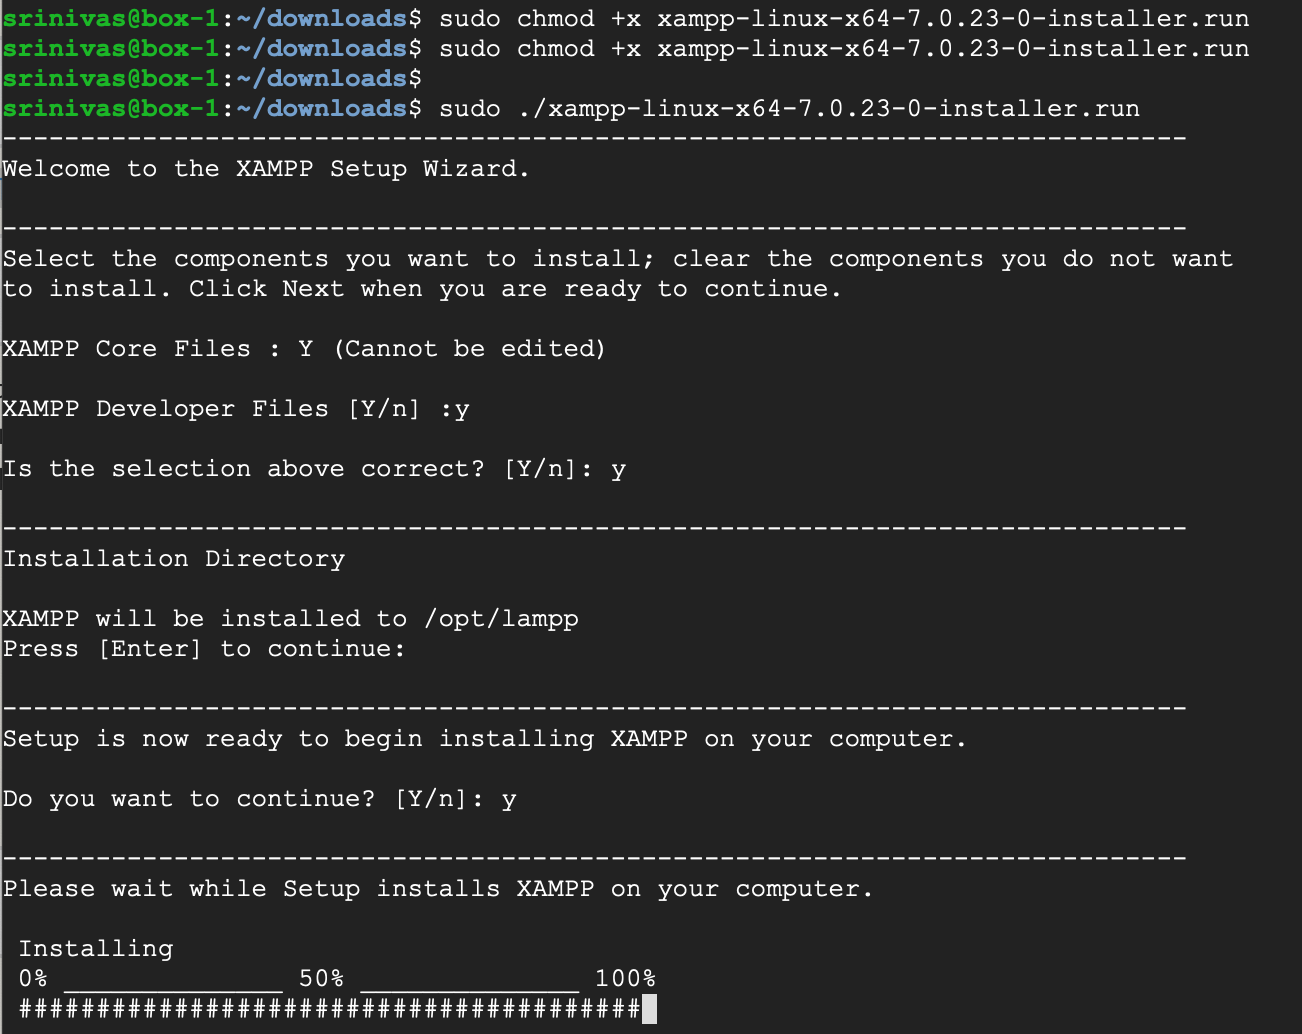 srinivas@box-1:~/downloads$ sudo chmod +x xampp-linux-x64-7.0.23-0-installer.run
srinivas@box-1:~/downloads$ sudo chmod +x xampp-linux-x64-7.0.23-0-installer.run
srinivas@box-1:~/downloads$
srinivas@box-1:~/downloads$ sudo ./xampp-linux-x64-7.0.23-0-installer.run
----------------------------------------------------------------------------
Welcome to the XAMPP Setup Wizard.
----------------------------------------------------------------------------
Select the components you want to install; clear the components you do not want
to install. Click Next when you are ready to continue.
XAMPP Core Files : Y (Cannot be edited)
XAMPP Developer Files [Y/n] :y
Is the selection above correct? [Y/n]: y
----------------------------------------------------------------------------
Installation Directory
XAMPP will be installed to /opt/lampp
Press [Enter] to continue:
----------------------------------------------------------------------------
Setup is now ready to begin installing XAMPP on your computer.
Do you want to continue? [Y/n]: y
----------------------------------------------------------------------------
Please wait while Setup installs XAMPP on your computer.
Installing
0% ______________ 50% ______________ 100%
########################################